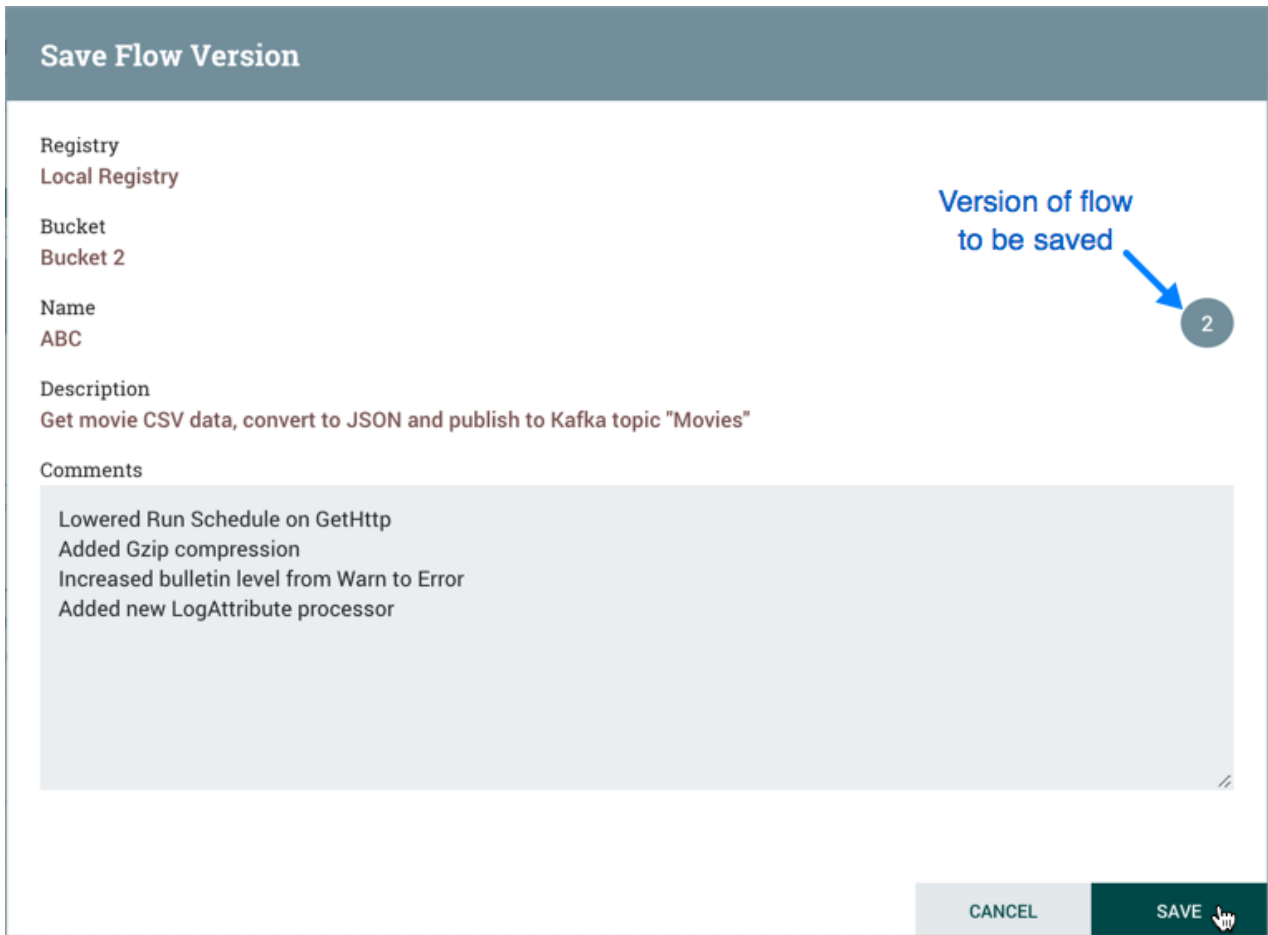 Save Flow Version
Registry
Local Registry
Bucket
Bucket 2
Version of flow
to be saved
Name
ABC
2
Description
Get movie CSV data, convert to JSON and publish to Kafka topic "Movies"
Comments
Lowered Run Schedule on GetHttp
Added Gzip compression
Increased bulletin level from Warn to Error
Added new LogAttribute processor
CANCEL
SAVE